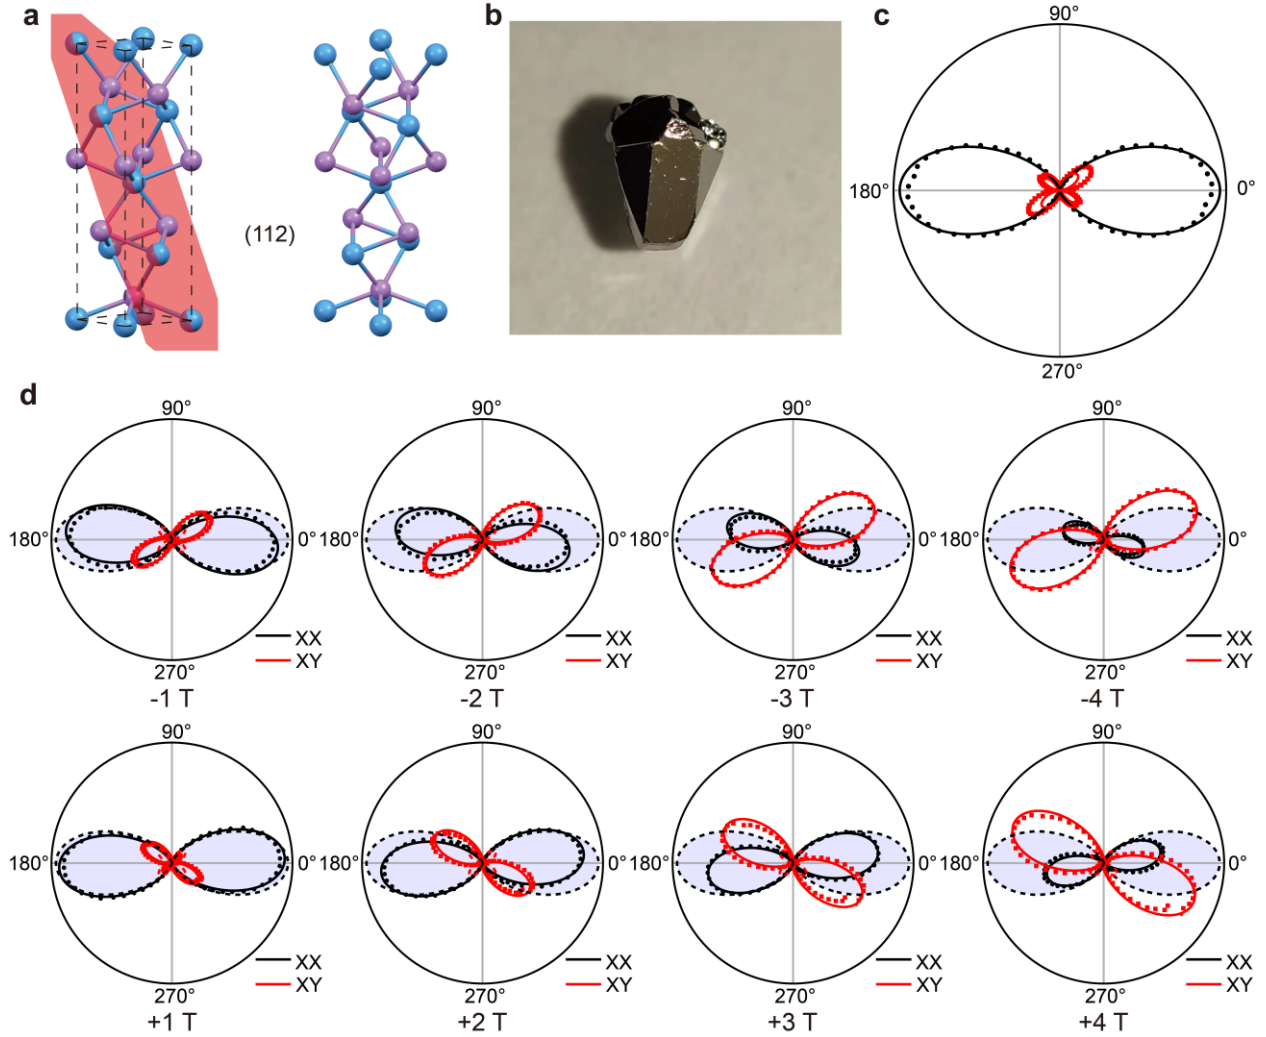 a
b
c
(112)
90°
180°
0°
270°
d
90° 90° 90° 90°
180° 0° 180° 0° 180° 0° 180° 0°
XX XX XX XX
XY XY XY XY
270° 270° 270° 270°
-1 T -2 T -3 T -4 T
90° 90° 90° 90°
180° 0° 180° 0° 180° 0° 180° 0°
XX XX XX XX
XY XY XY XY
270° 270° 270° 270°
+1 T +2 T +3 T +4 T